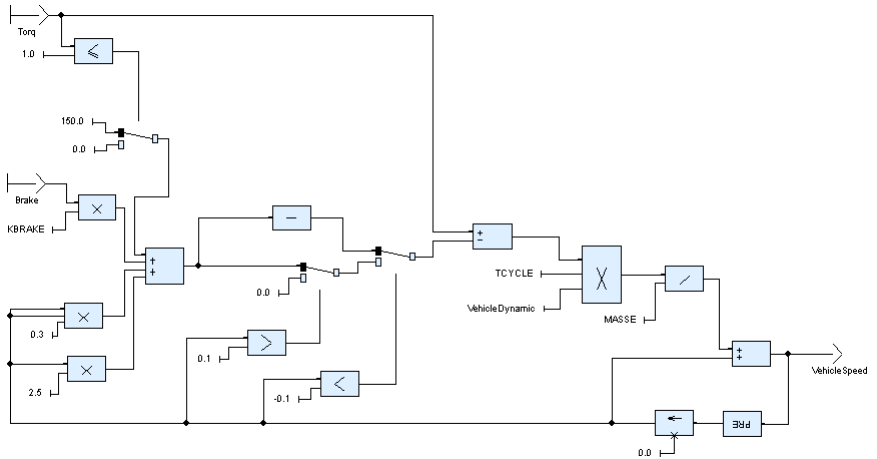 Torq
1.0
150.0
0.0
Brake
KBRAKE
0.3
2.5
0.0
0.1
-0.1
TCYCLE
VehicleDynamic
MASSE
VehicleSpeed
PRE
0.0